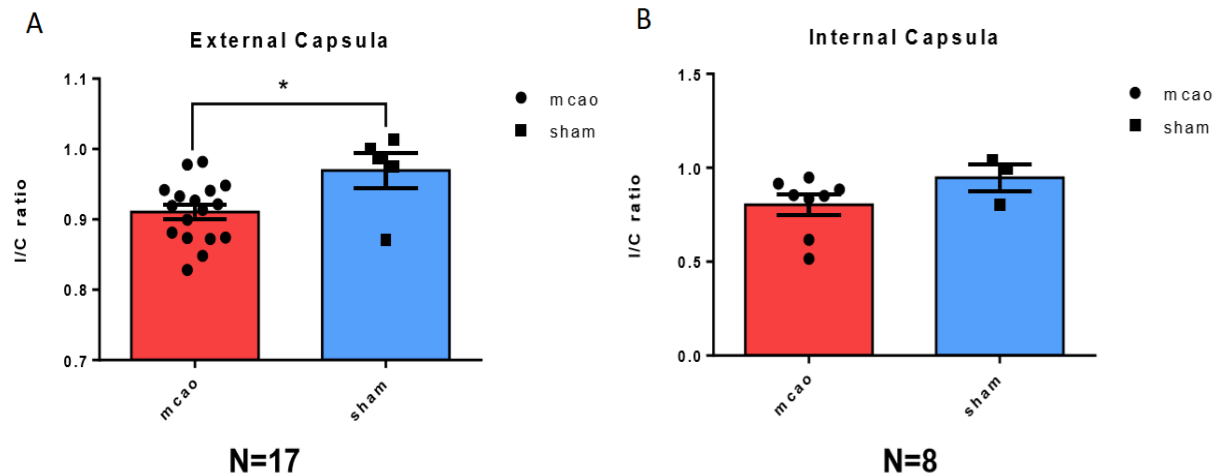 A
External Capsula
I/C ratio
1.1
1.0
0.9
0.8
0.7
*
mcao
sham
mcao
sham
N=17
B
Internal Capsula
I/C ratio
1.5
1.0
0.5
0.0
mcao
sham
mcao
sham
N=8